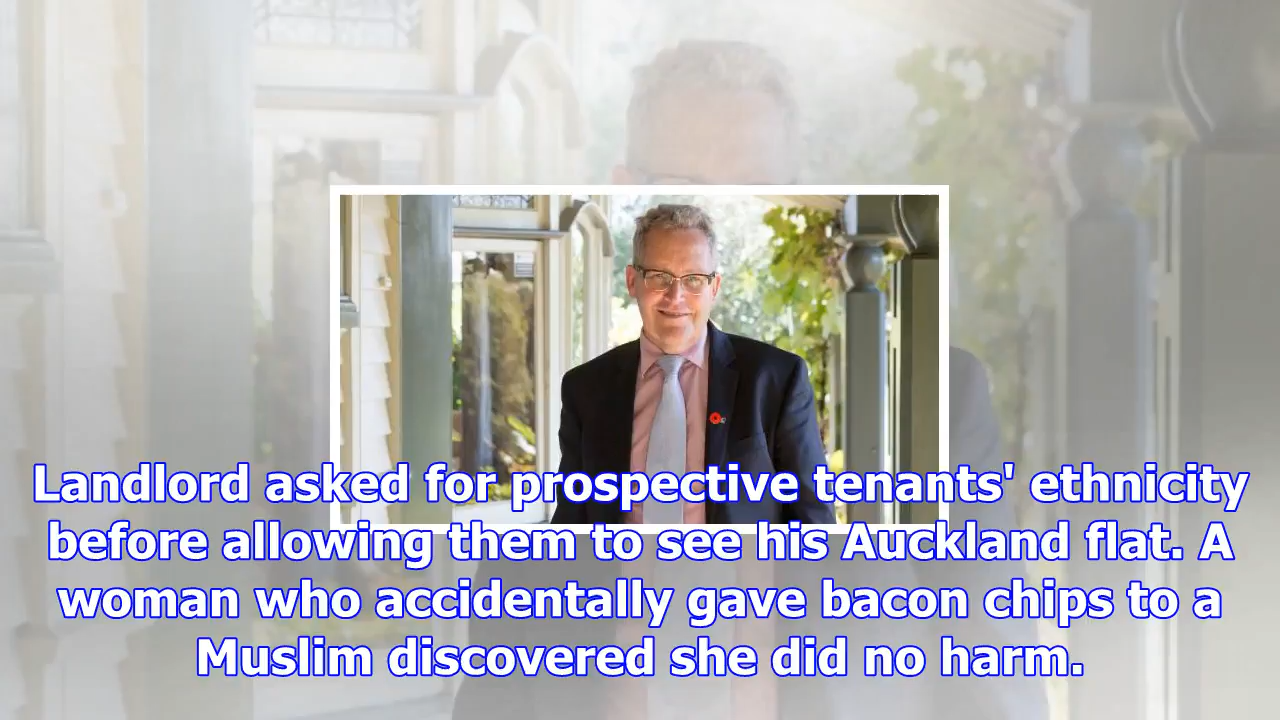 Landlord asked for prospective tenants' ethnicity
before allowing them to see his Auckland flat. A
woman who accidentally gave bacon chips to a
Muslim discovered she did no harm.